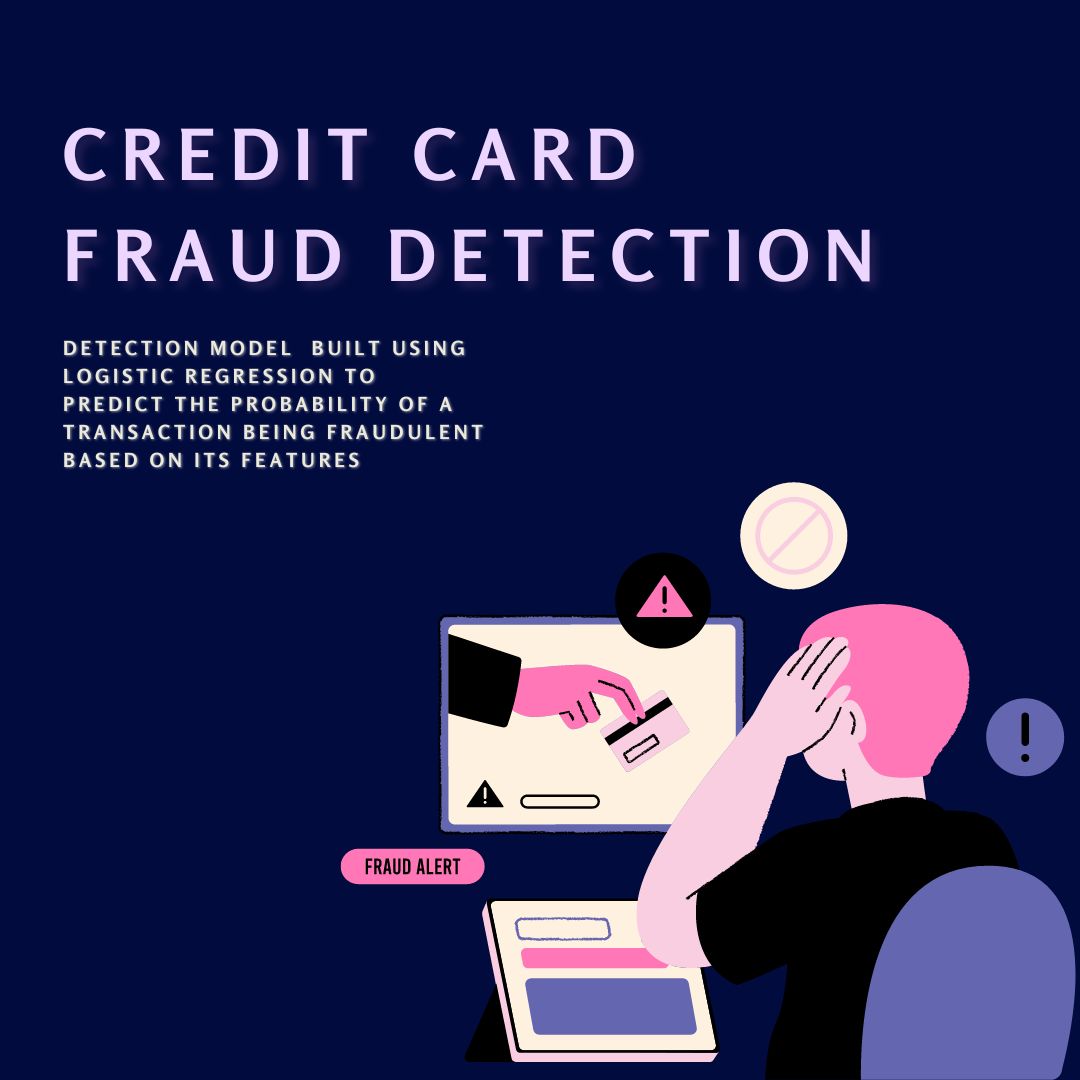 CREDIT CARD
FRAUD DETECTION
DETECTION MODEL BUILT USING
LOGISTIC REGRESSION TO
PREDICT THE PROBABILITY OF A
TRANSACTION BEING FRAUDULENT
BASED ON ITS FEATURES
!
!
!
FRAUD ALERT